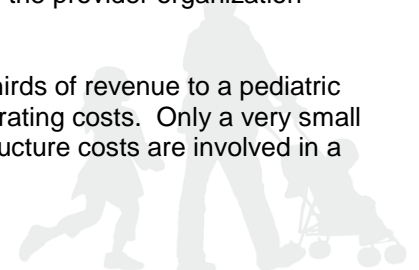 the provider organization
hirds of revenue to a pediatric
rating costs. Only a very small
ucture costs are involved in a